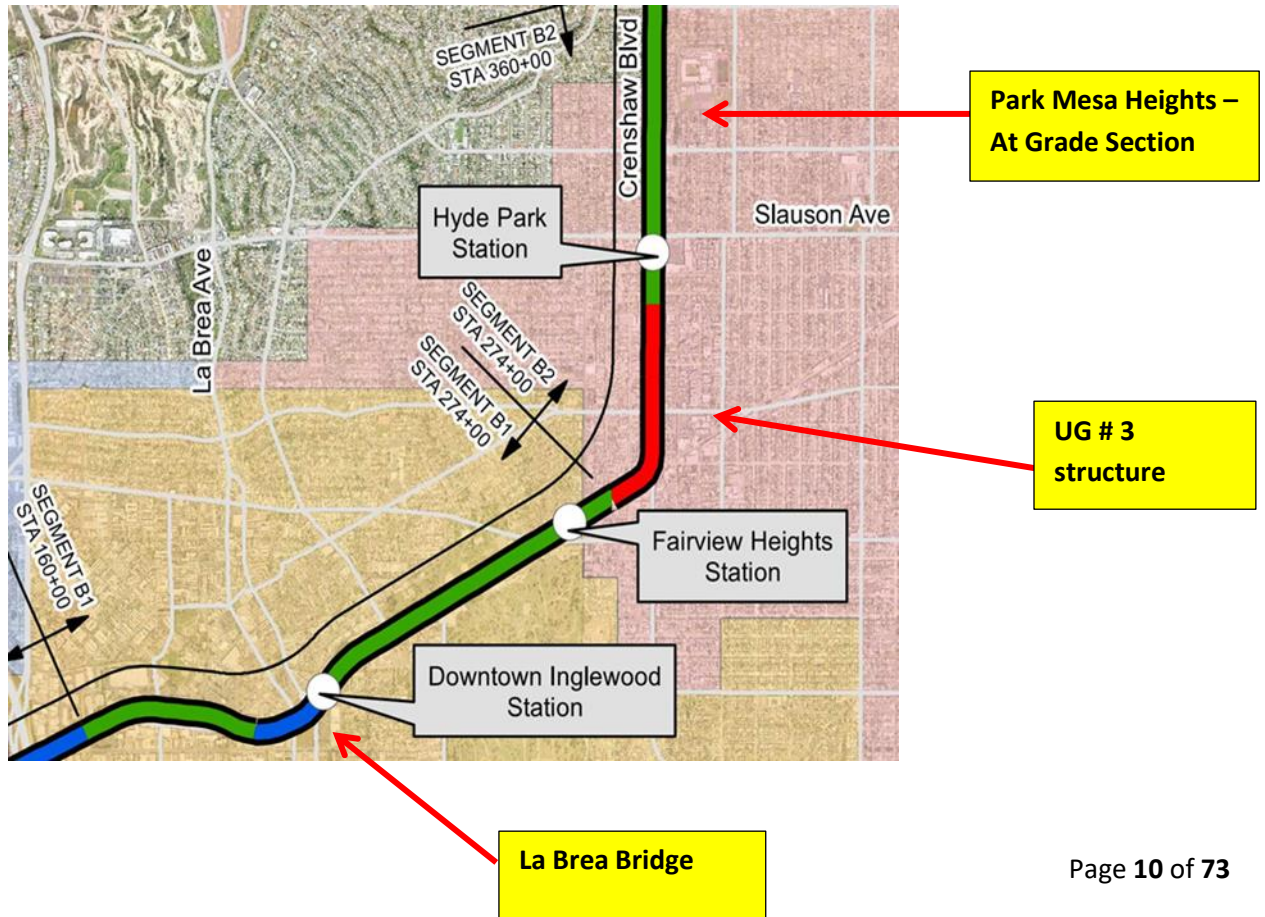 SEGMENT B2
STA 360+00
Crenshaw Blvd
Park Mesa Heights –
At Grade Section
Hyde Park
Station
Slauson Ave
La Brea Ave
SEGMENT B2
STA 274+00
SEGMENT B1
STA 274+00
UG # 3
structure
SEGMENT B1
STA 160+00
Fairview Heights
Station
Downtown Inglewood
Station
La Brea Bridge
Page 10 of 73